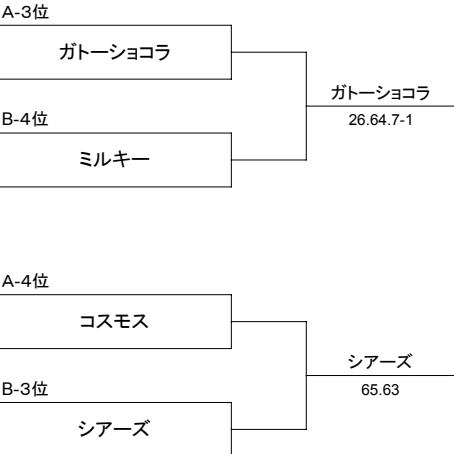 A-3位
ガトーショコラ
ガトーショコラ
26.64.7-1
B-4位
ミルキー
A-4位
コスモス
シアーズ
65.63
B-3位
シアーズ